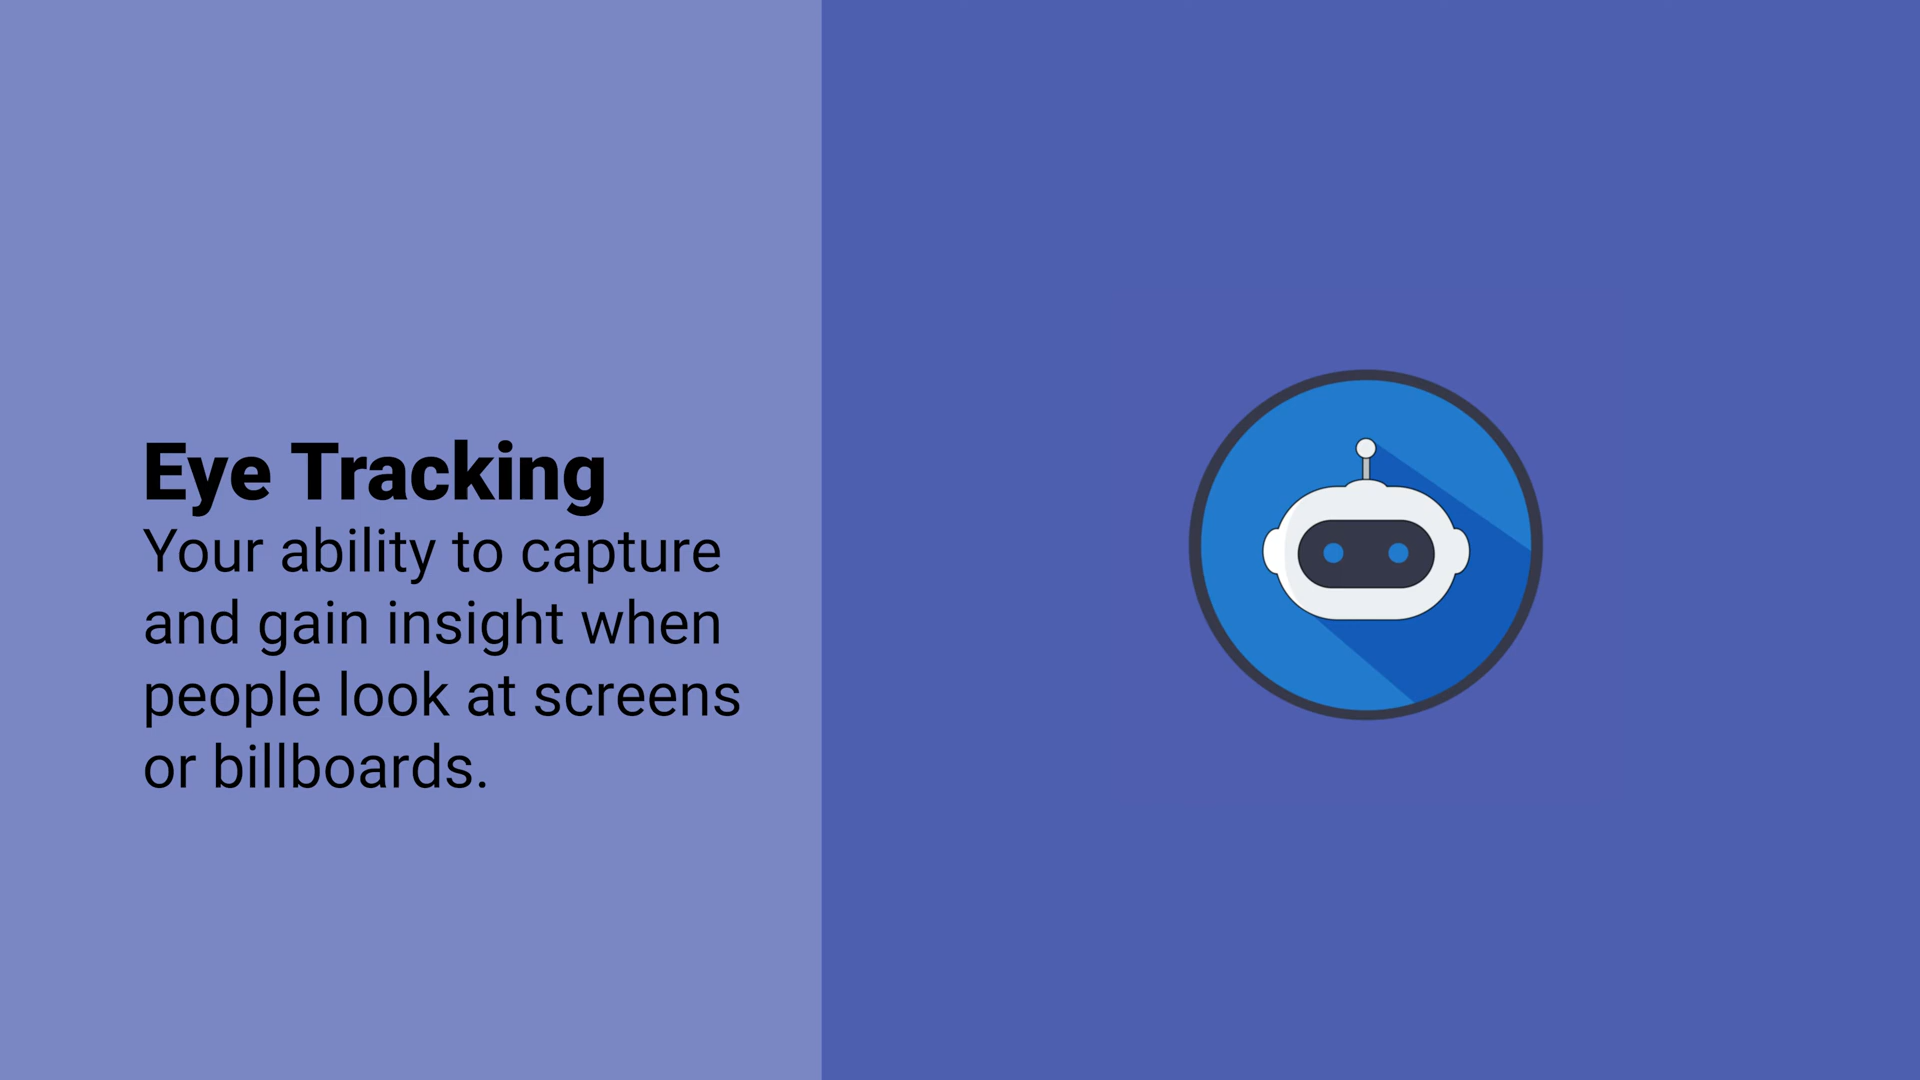 Eye Tracking
Your ability to capture
and gain insight when
people look at screens
or billboards.